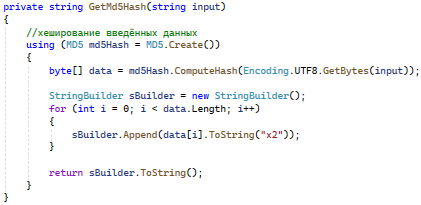 private string GetMd5Hash(string input)
{
    //хеширование введённых данных
    using (MD5 md5Hash = MD5.Create())
    {
        byte[] data = md5Hash.ComputeHash(Encoding.UTF8.GetBytes(input));

        StringBuilder sBuilder = new StringBuilder();
        for (int i = 0; i < data.Length; i++)
        {
            sBuilder.Append(data[i].ToString("x2"));
        }

        return sBuilder.ToString();
    }
}